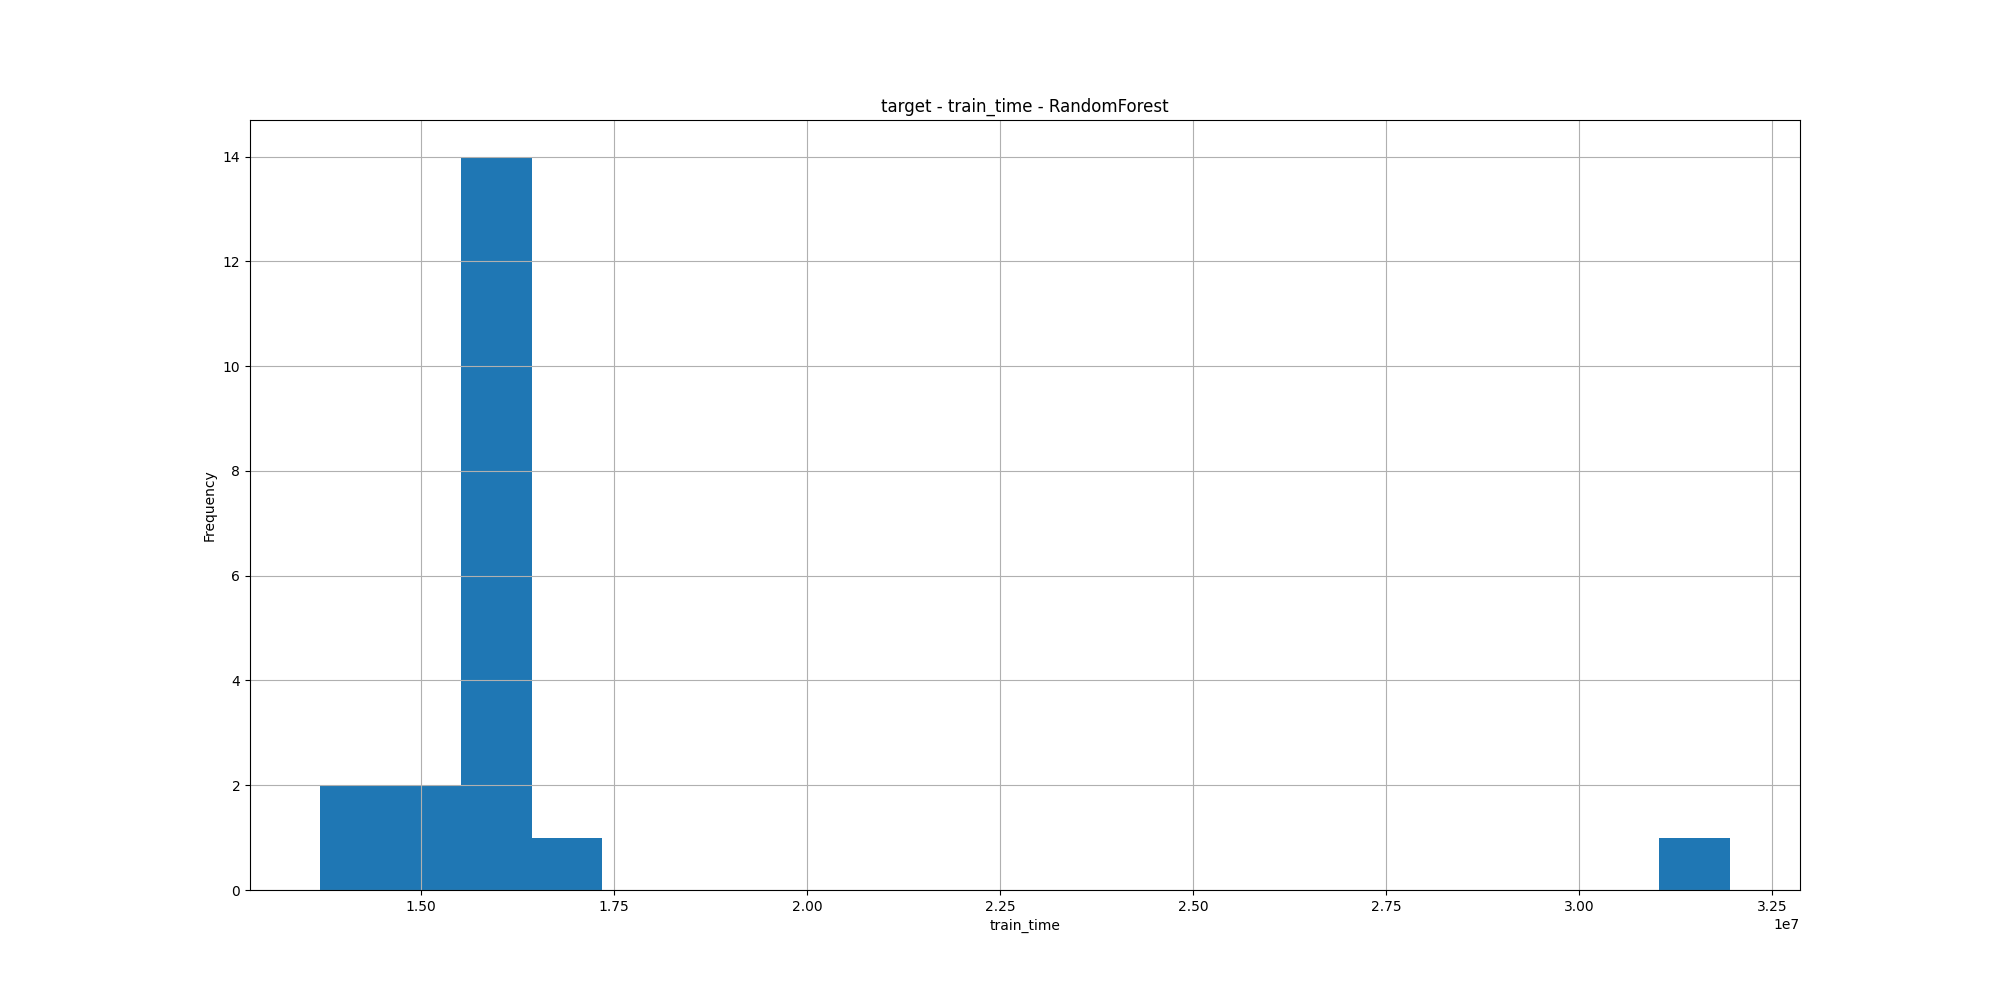 target - train_time - RandomForest
14
12
10
8
6
4
2
0
Frequency
1.50 1.75 2.00 2.25 2.50 2.75 3.00 3.25
train_time
1e7